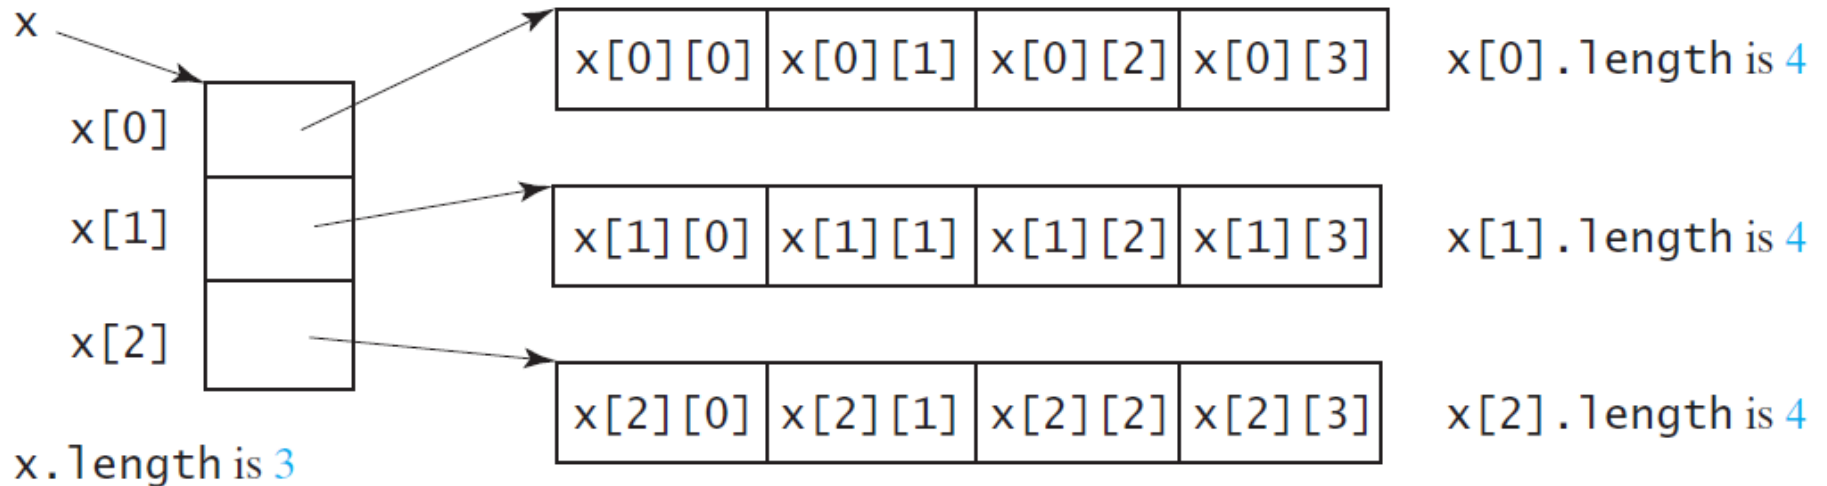 x
x[0][0] x[0][1] x[0][2] x[0][3] x[0].length is 4
x[0]
x[1]
x[1][0] x[1][1] x[1][2] x[1][3] x[1].length is 4
x[2]
x[2][0] x[2][1] x[2][2] x[2][3] x[2].length is 4
x.length is 3